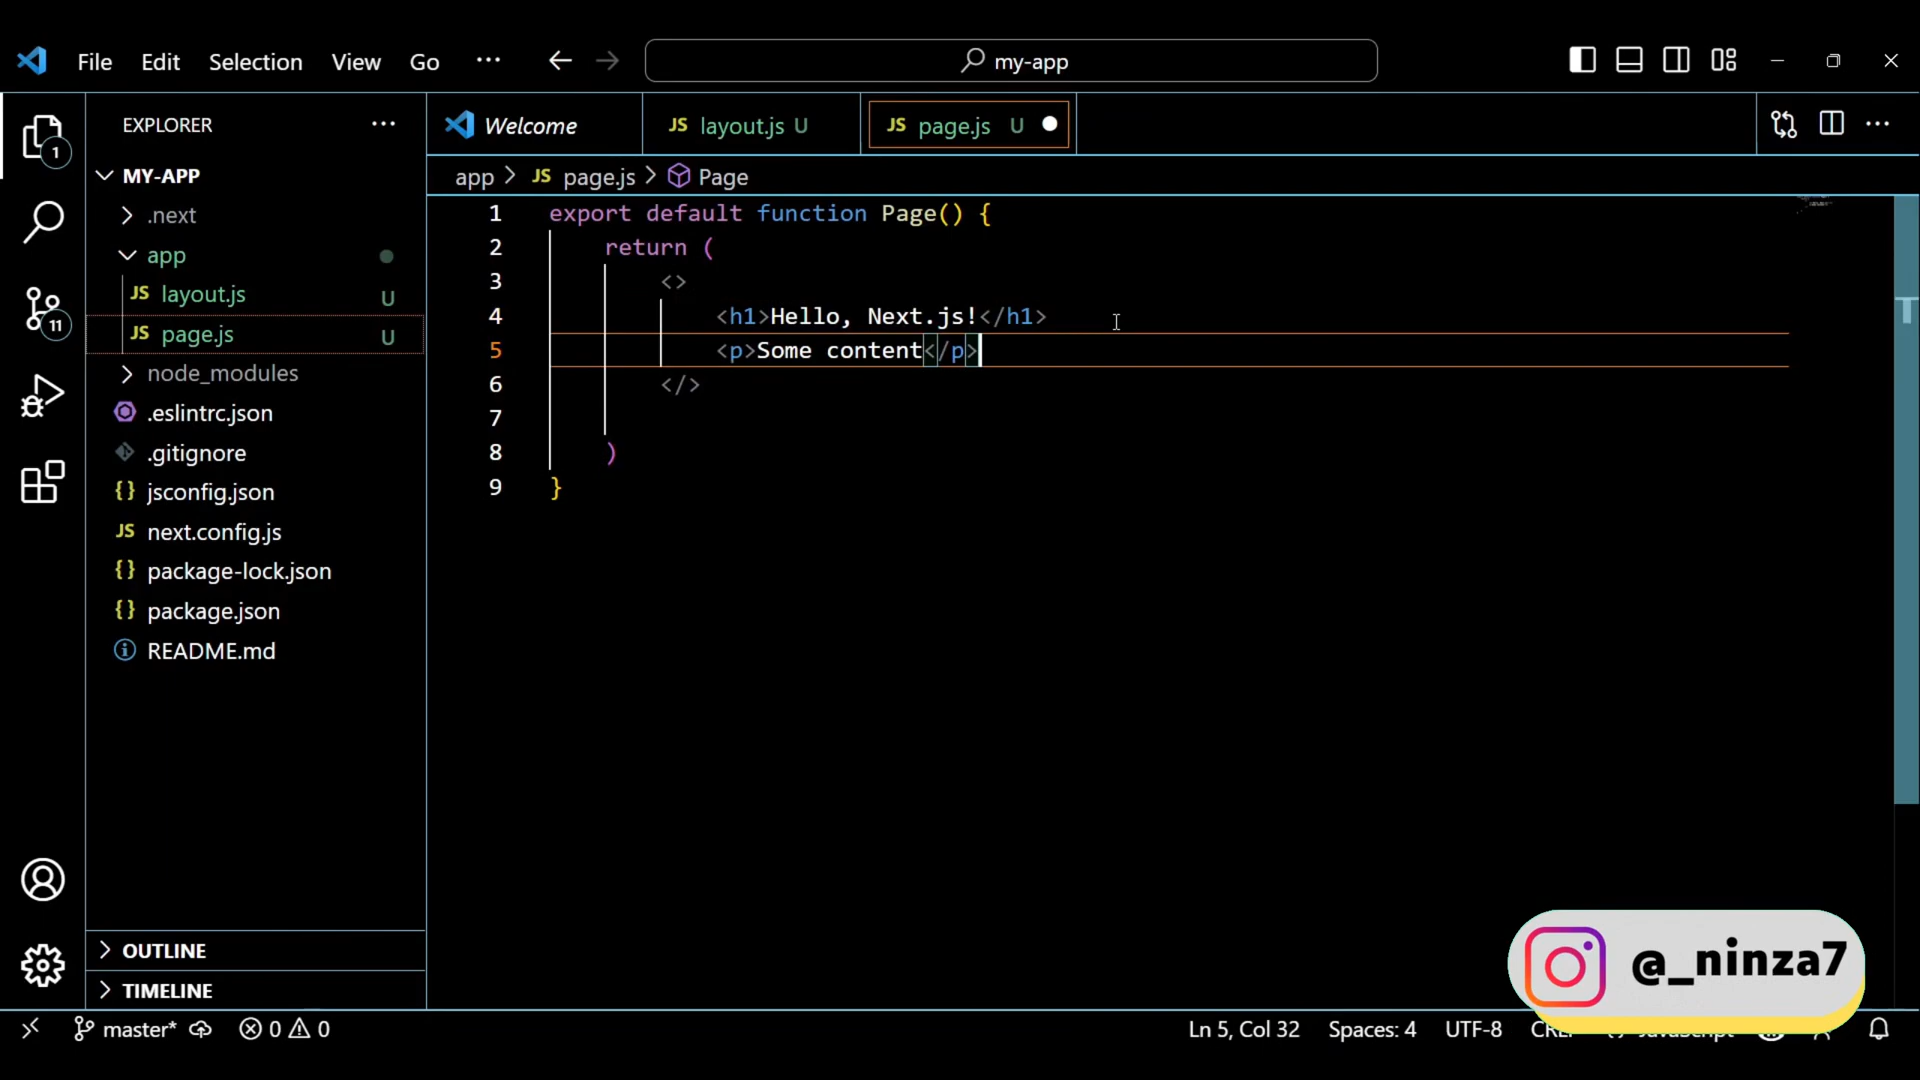 File Edit Selection View Go ··· my-app
EXPLORER ···
MY-APP
.next
app
JS layout.js U
JS page.js U
node_modules
.eslintrc.json
.gitignore
{} jsconfig.json
JS next.config.js
{} package-lock.json
{} package.json
README.md
OUTLINE
TIMELINE
1
11
Welcome
JS layout.js U
JS page.js U
app > JS page.js > Page
1 export default function Page() {
2 return (
3 <>
4 <h1>Hello, Next.js!</h1>
5 <p>Some content</p>
6 </>
7
8 )
9 }
@_ninza7
master* 0 0 Ln 5, Col 32 Spaces: 4 UTF-8